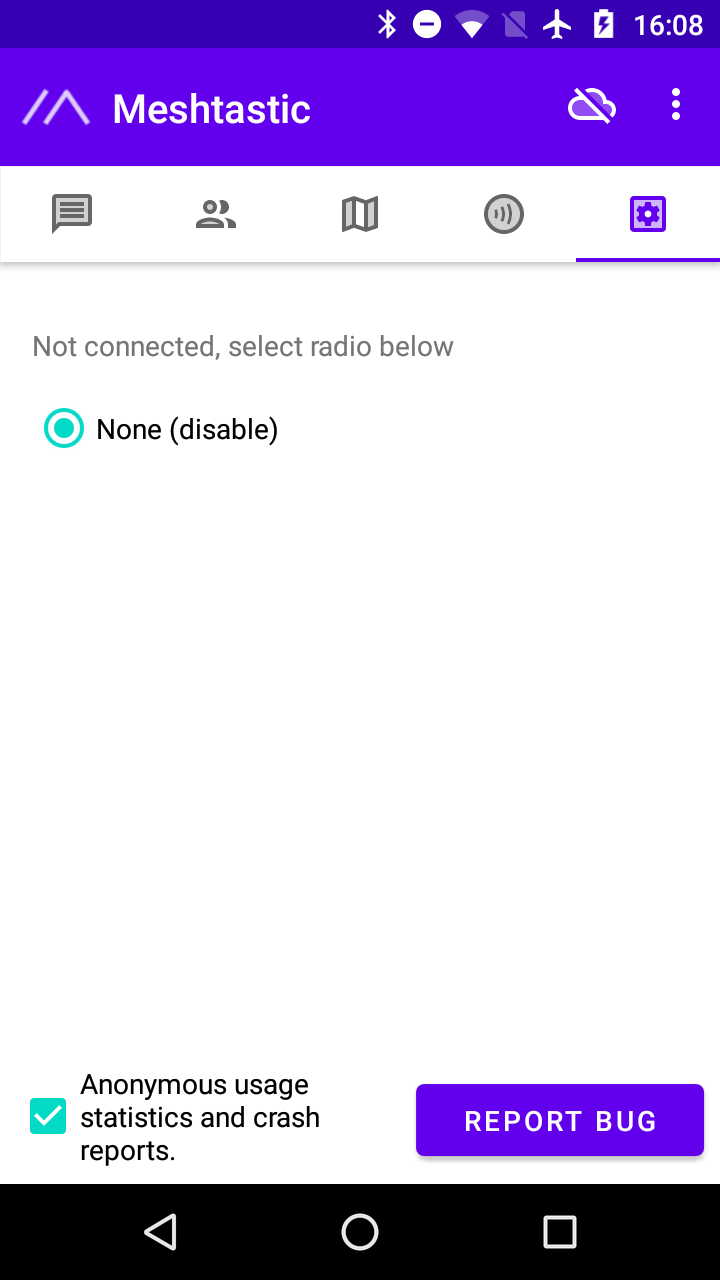 16:08
Meshtastic
Not connected, select radio below
None (disable)
Anonymous usage
statistics and crash
reports.
REPORT BUG